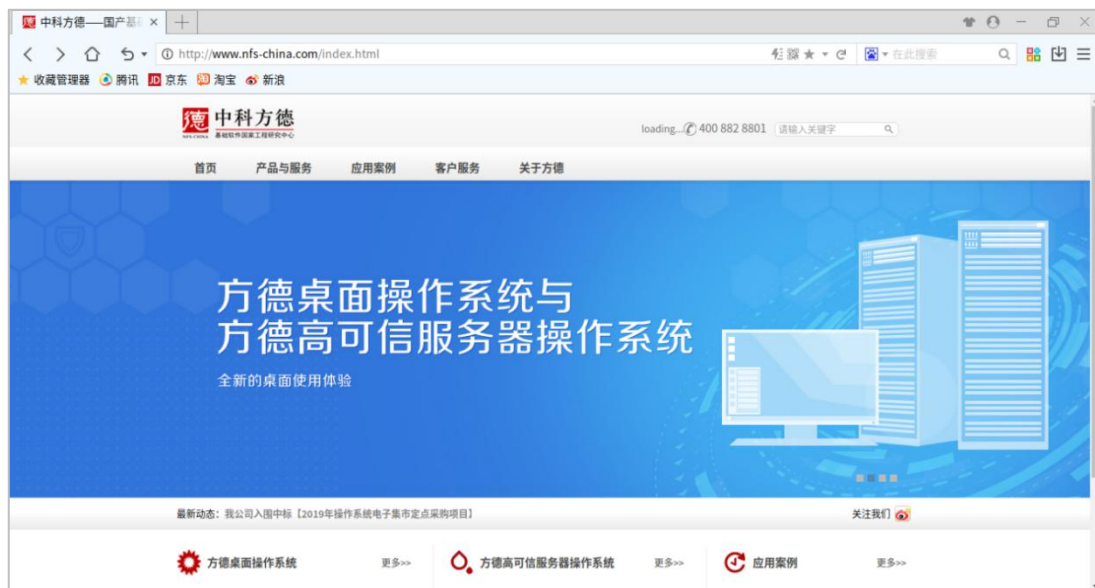 中科方德——国产基
http://www.nfs-china.com/index.html
在此搜索
收藏管理器 腾讯 JD 京东 淘 淘宝 新浪
德 中科方德
NFS-CHINA 基础软件国家工程研究中心
loading... 400 882 8801 请输入关键字
首页 产品与服务 应用案例 客户服务 关于方德
方德桌面操作系统与
方德高可信服务器操作系统
全新的桌面使用体验
最新动态：我公司入围中标【2019年操作系统电子集市定点采购项目】
关注我们
方德桌面操作系统 更多>> 方德高可信服务器操作系统 更多>> 应用案例 更多>>